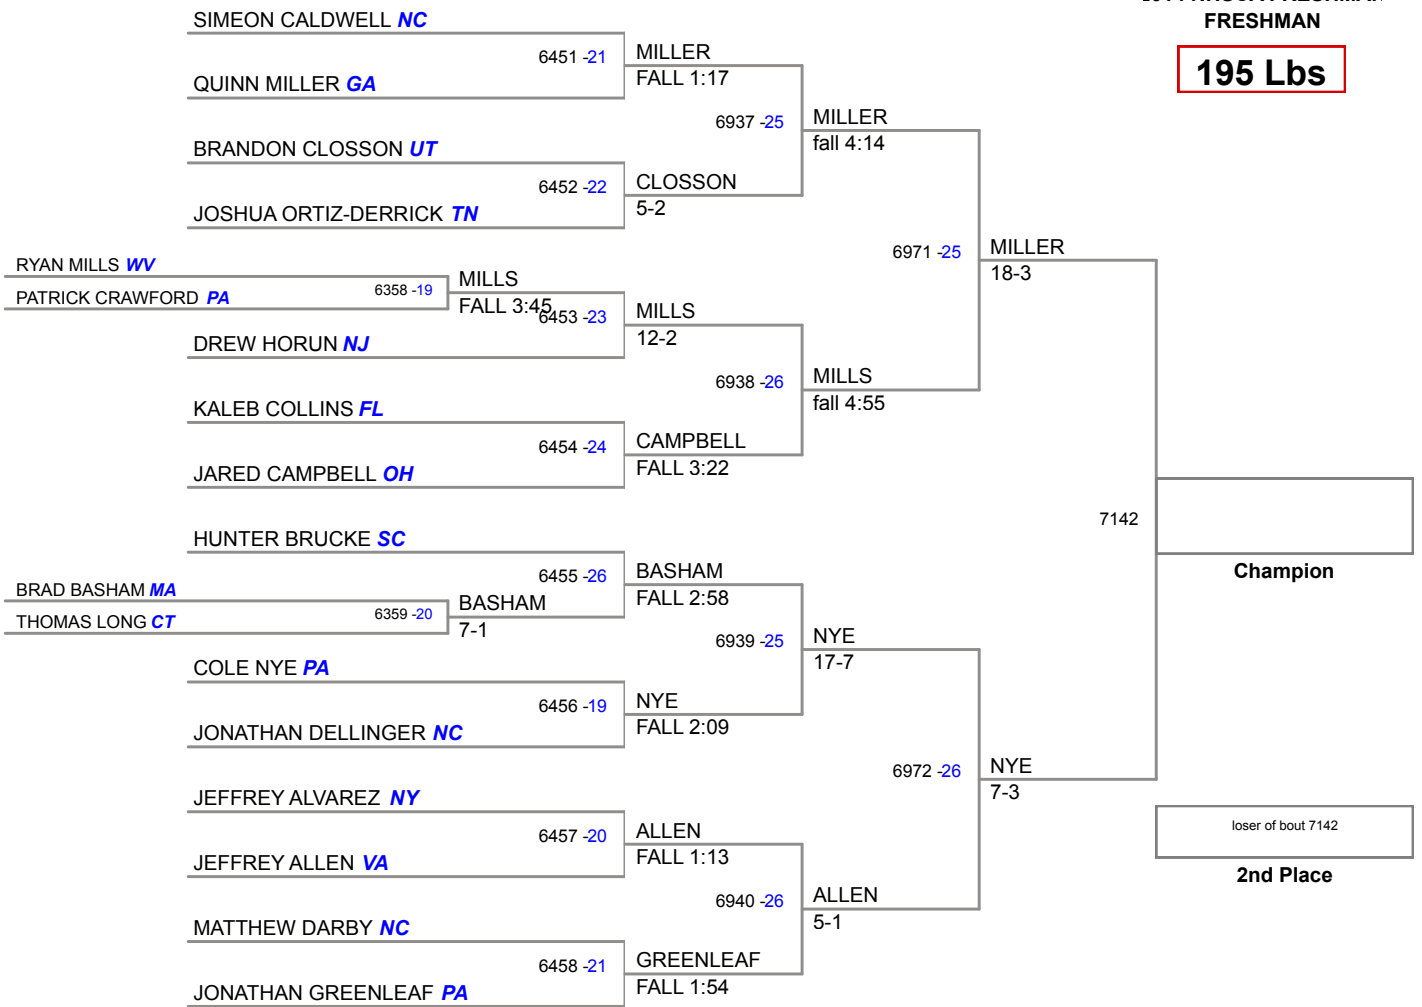 FRESHMAN
195 Lbs
SIMEON CALDWELL NC
6451 -21
MILLER
FALL 1:17
QUINN MILLER GA
6937 -25
MILLER
fall 4:14
BRANDON CLOSSON UT
6452 -22
CLOSSON
5-2
JOSHUA ORTIZ-DERRICK TN
6971 -25
MILLER
18-3
RYAN MILLS WV
6358 -19
MILLS
FALL 3:45
PATRICK CRAWFORD PA
6453 -23
MILLS
12-2
DREW HORUN NJ
6938 -26
MILLS
fall 4:55
KALEB COLLINS FL
6454 -24
CAMPBELL
FALL 3:22
JARED CAMPBELL OH
7142
Champion
HUNTER BRUCKE SC
6455 -26
BASHAM
FALL 2:58
BRAD BASHAM MA
6359 -20
BASHAM
7-1
THOMAS LONG CT
6939 -25
NYE
17-7
COLE NYE PA
6456 -19
NYE
FALL 2:09
JONATHAN DELLINGER NC
6972 -26
NYE
7-3
JEFFREY ALVAREZ NY
6457 -20
ALLEN
FALL 1:13
JEFFREY ALLEN VA
loser of bout 7142
2nd Place
6940 -26
ALLEN
5-1
MATTHEW DARBY NC
6458 -21
GREENLEAF
FALL 1:54
JONATHAN GREENLEAF PA